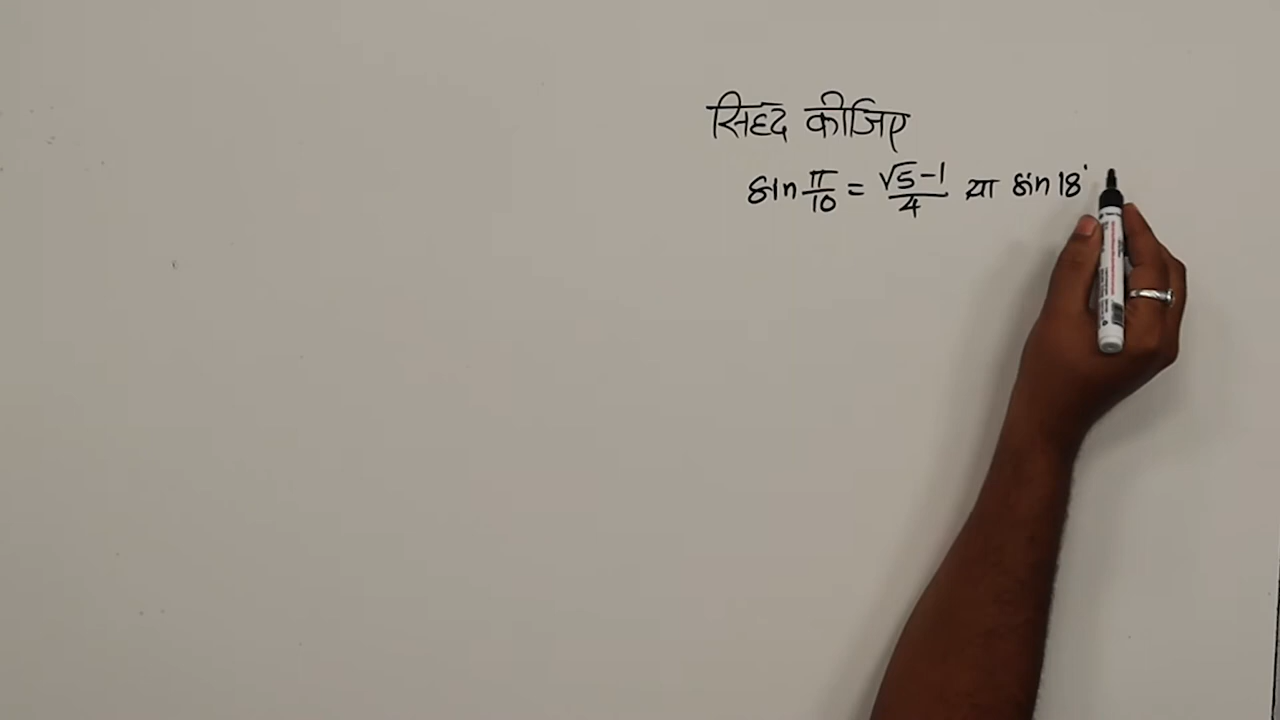 सिद्द कीजिए
sin π/10 = √5-1/4 या sin 18°